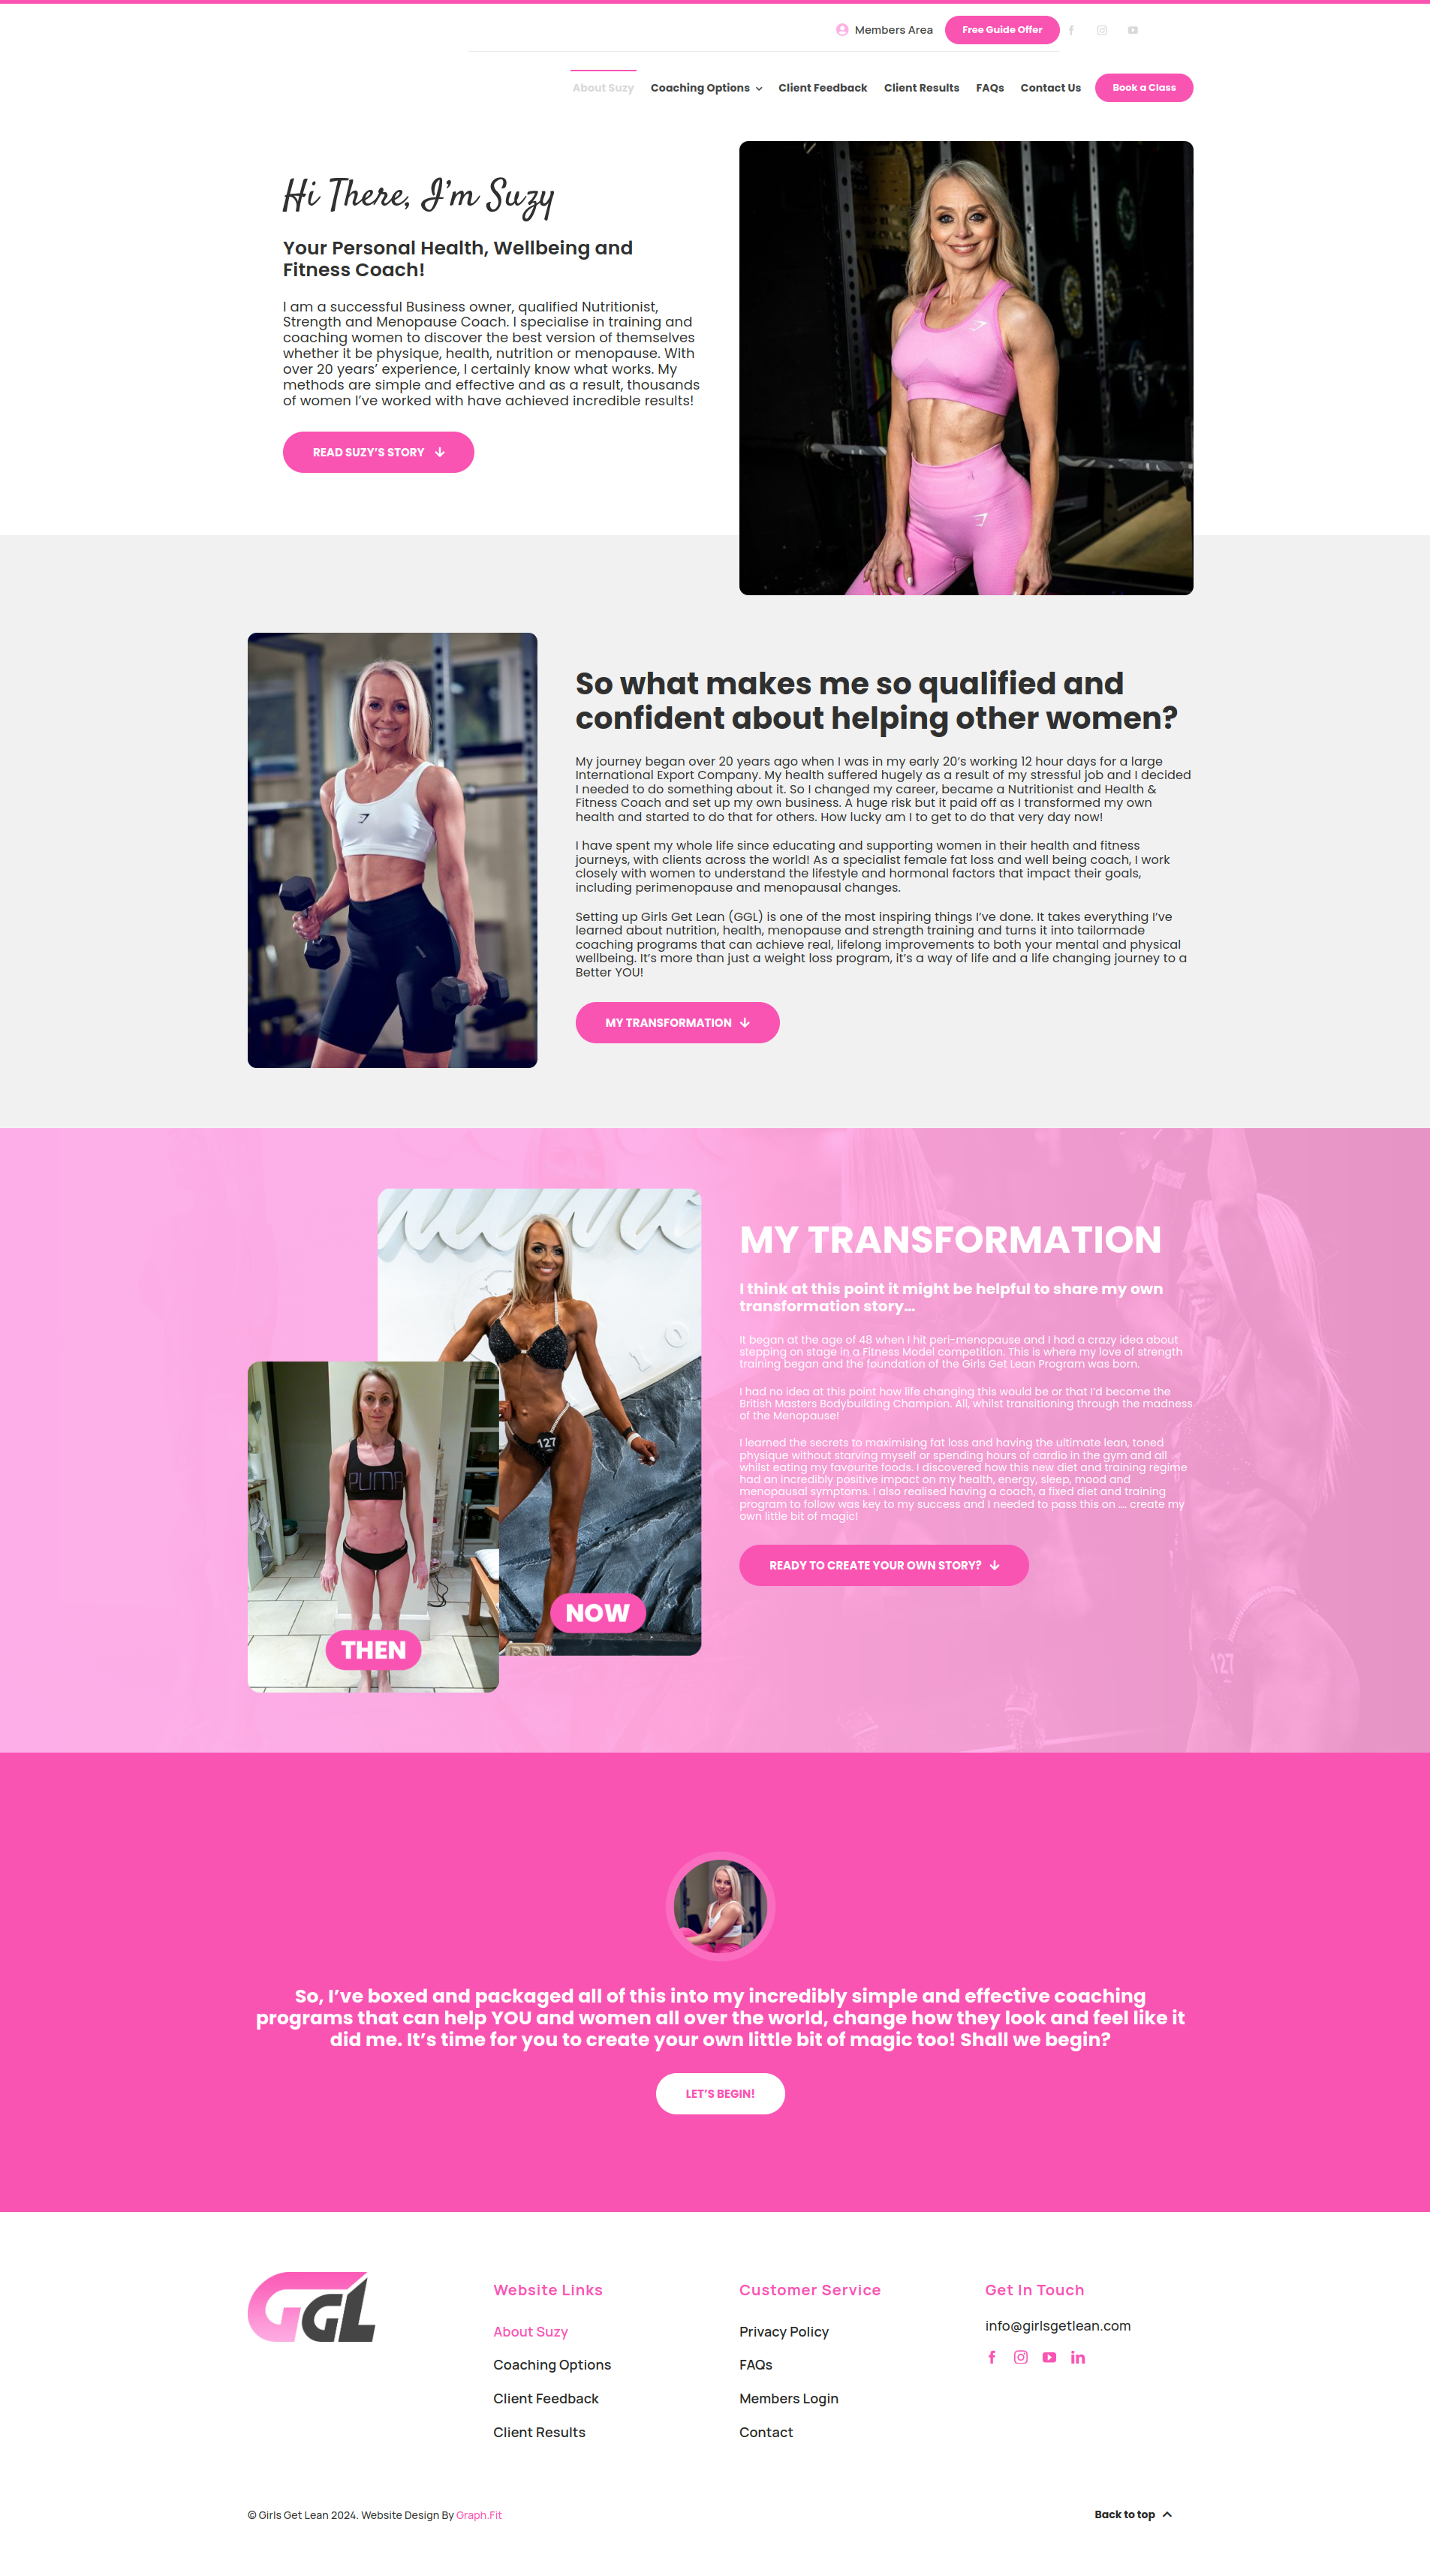 Members Area
Free Guide Offer
About Suzy
Coaching Options
Client Feedback
Client Results
FAQs
Contact Us
Book a Class
Hi There, I’m Suzy
Your Personal Health, Wellbeing and
Fitness Coach!
I am a successful Business owner, qualified Nutritionist,
Strength and Menopause Coach. I specialise in training and
coaching women to discover the best version of themselves
whether it be physique, health, nutrition or menopause. With
over 20 years’ experience, I certainly know what works. My
methods are simple and effective and as a result, thousands
of women I’ve worked with have achieved incredible results!
READ SUZY’S STORY
So what makes me so qualified and
confident about helping other women?
My journey began over 20 years ago when I was in my early 20’s working 12 hour days for a large
International Export Company. My health suffered hugely as a result of my stressful job and I decided
I needed to do something about it. So I changed my career, became a Nutritionist and Health &
Fitness Coach and set up my own business. A huge risk but it paid off as I transformed my own
health and started to do that for others. How lucky am I to get to do that very day now!
I have spent my whole life since educating and supporting women in their health and fitness
journeys, with clients across the world! As a specialist female fat loss and well being coach, I work
closely with women to understand the lifestyle and hormonal factors that impact their goals,
including perimenopause and menopausal changes.
Setting up Girls Get Lean (GGL) is one of the most inspiring things I’ve done. It takes everything I’ve
learned about nutrition, health, menopause and strength training and turns it into tailormade
coaching programs that can achieve real, lifelong improvements to both your mental and physical
wellbeing. It’s more than just a weight loss program, it’s a way of life and a life changing journey to a
Better YOU!
MY TRANSFORMATION
MY TRANSFORMATION
I think at this point it might be helpful to share my own
transformation story…
It began at the age of 48 when I hit peri-menopause and I had a crazy idea about
stepping on stage in a Fitness Model competition. This is where my love of strength
training began and the foundation of the Girls Get Lean Program was born.
I had no idea at this point how life changing this would be or that I’d become the
British Masters Bodybuilding Champion. All, whilst transitioning through the madness
of the Menopause!
I learned the secrets to maximising fat loss and having the ultimate lean, toned
physique without starving myself or spending hours of cardio in the gym and all
whilst eating my favourite foods. I discovered how this new diet and training regime
had an incredibly positive impact on my health, energy, sleep, mood and
menopausal symptoms. I also realised having a coach, a fixed diet and training
program to follow was key to my success and I needed to pass this on …. create my
own little bit of magic!
READY TO CREATE YOUR OWN STORY?
127
PUMA
NOW
THEN
127
So, I’ve boxed and packaged all of this into my incredibly simple and effective coaching
programs that can help YOU and women all over the world, change how they look and feel like it
did me. It’s time for you to create your own little bit of magic too! Shall we begin?
LET’S BEGIN!
GGL
Website Links
About Suzy
Coaching Options
Client Feedback
Client Results
Customer Service
Privacy Policy
FAQs
Members Login
Contact
Get In Touch
info@girlsgetlean.com
© Girls Get Lean 2024. Website Design By Graph.Fit
Back to top